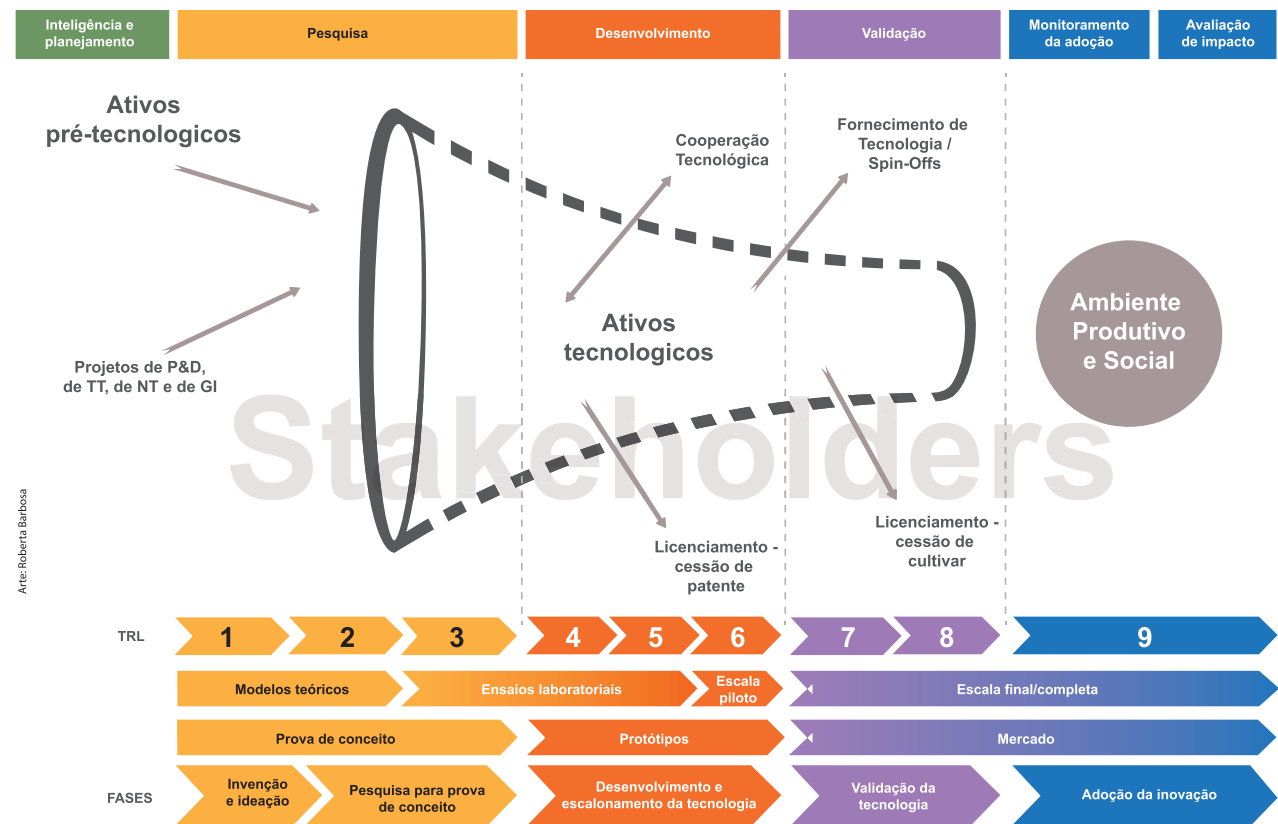 Inteligência e
planejamento
Pesquisa
Desenvolvimento
Validação
Monitoramento
da adoção
Avaliação
de impacto
Ativos
pré-tecnologicos
Cooperação
Tecnológica
Fornecimento de
Tecnologia /
Spin-Offs
Ativos
tecnologicos
Ambiente
Produtivo
e Social
Projetos de P&D,
de TT, de NT e de GI
Stakeholders
Licenciamento -
cessão de
patente
Licenciamento -
cessão de
cultivar
Arte: Roberta Barbosa
TRL
1
2
3
4
5
6
7
8
9
Modelos teóricos
Ensaios laboratoriais
Escala
piloto
Escala final/completa
Prova de conceito
Protótipos
Mercado
FASES
Invenção
e ideação
Pesquisa para prova
de conceito
Desenvolvimento e
escalonamento da tecnologia
Validação da
tecnologia
Adoção da inovação